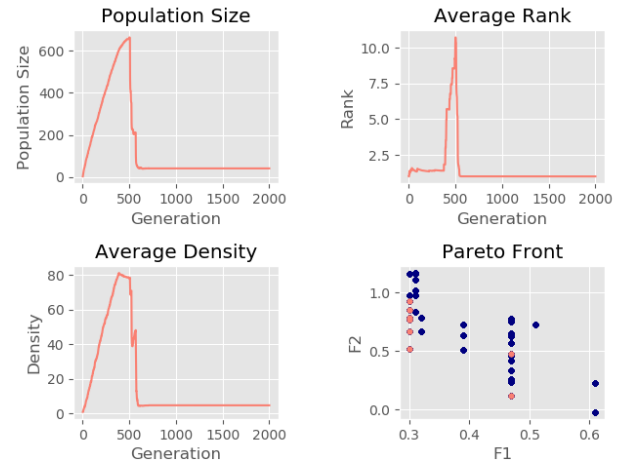 Population Size
Population Size
600
400
200
0
0 500 1000 1500 2000
Generation
Average Rank
Rank
10.0
7.5
5.0
2.5
0 500 1000 1500 2000
Generation
Average Density
Density
80
60
40
20
0
0 500 1000 1500 2000
Generation
Pareto Front
F2
1.0
0.5
0.0
0.3 0.4 0.5 0.6
F1